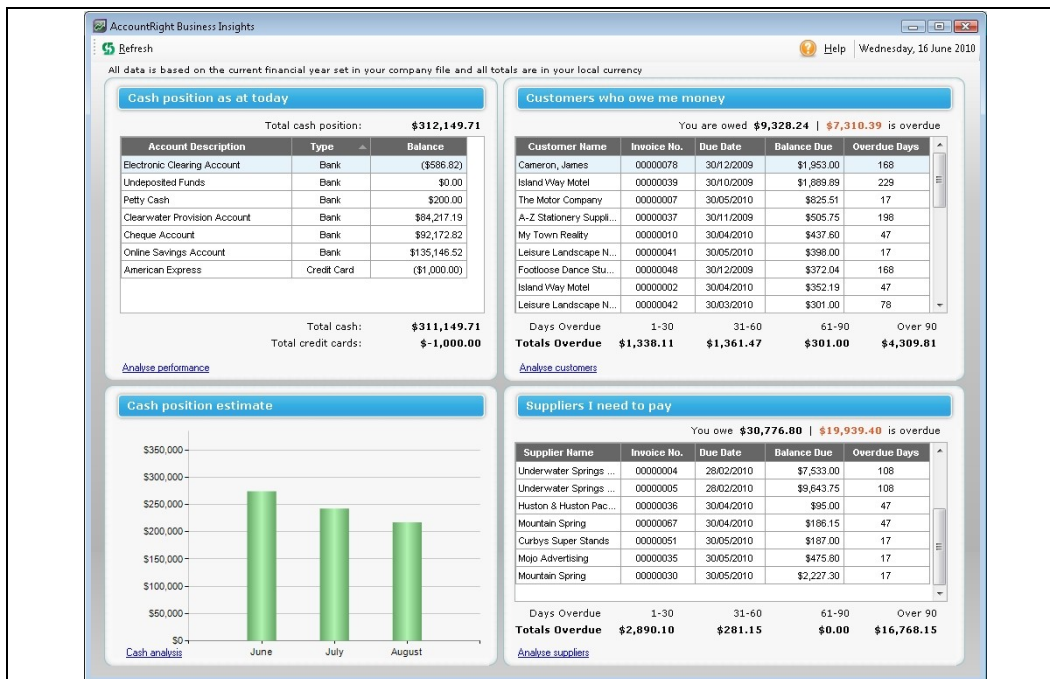 AccountRight Business Insights
Refresh Help Wednesday, 16 June 2010
All data is based on the current financial year set in your company file and all totals are in your local currency
Cash position as at today
Total cash position: $312,149.71
Account Description Type Balance
Electronic Clearing Account Bank ($586.82)
Undeposited Funds Bank $0.00
Petty Cash Bank $200.00
Clearwater Provision Account Bank $84,217.19
Cheque Account Bank $92,172.82
Online Savings Account Bank $135,146.52
American Express Credit Card ($1,000.00)
Total cash: $311,149.71
Total credit cards: $-1,000.00
Analyse performance
Customers who owe me money
You are owed $9,328.24 | $7,310.39 is overdue
Customer Name Invoice No. Due Date Balance Due Overdue Days
Cameron, James 00000078 30/12/2009 $1,953.00 168
Island Way Motel 00000039 30/10/2009 $1,889.89 229
The Motor Company 00000007 30/05/2010 $825.51 17
A-Z Stationery Suppli... 00000037 30/11/2009 $505.75 198
My Town Reality 00000010 30/04/2010 $437.60 47
Leisure Landscape N... 00000041 30/05/2010 $398.00 17
Footloose Dance Stu... 00000048 30/12/2009 $372.04 168
Island Way Motel 00000002 30/04/2010 $352.19 47
Leisure Landscape N... 00000042 30/03/2010 $301.00 78
Days Overdue 1-30 31-60 61-90 Over 90
Totals Overdue $1,338.11 $1,361.47 $301.00 $4,309.81
Analyse customers
Cash position estimate
$350,000
$300,000
$250,000
$200,000
$150,000
$100,000
$50,000
$0
June July August
Cash analysis
Suppliers I need to pay
You owe $30,776.80 | $19,939.40 is overdue
Supplier Name Invoice No. Due Date Balance Due Overdue Days
Underwater Springs ... 00000004 28/02/2010 $7,533.00 108
Underwater Springs ... 00000005 28/02/2010 $9,643.75 108
Huston & Huston Pac... 00000036 30/04/2010 $95.00 47
Mountain Spring 00000067 30/04/2010 $186.15 47
Curbys Super Stands 00000051 30/05/2010 $187.00 17
Mojo Advertising 00000035 30/05/2010 $475.80 17
Mountain Spring 00000030 30/05/2010 $2,227.30 17
Days Overdue 1-30 31-60 61-90 Over 90
Totals Overdue $2,890.10 $281.15 $0.00 $16,768.15
Analyse suppliers